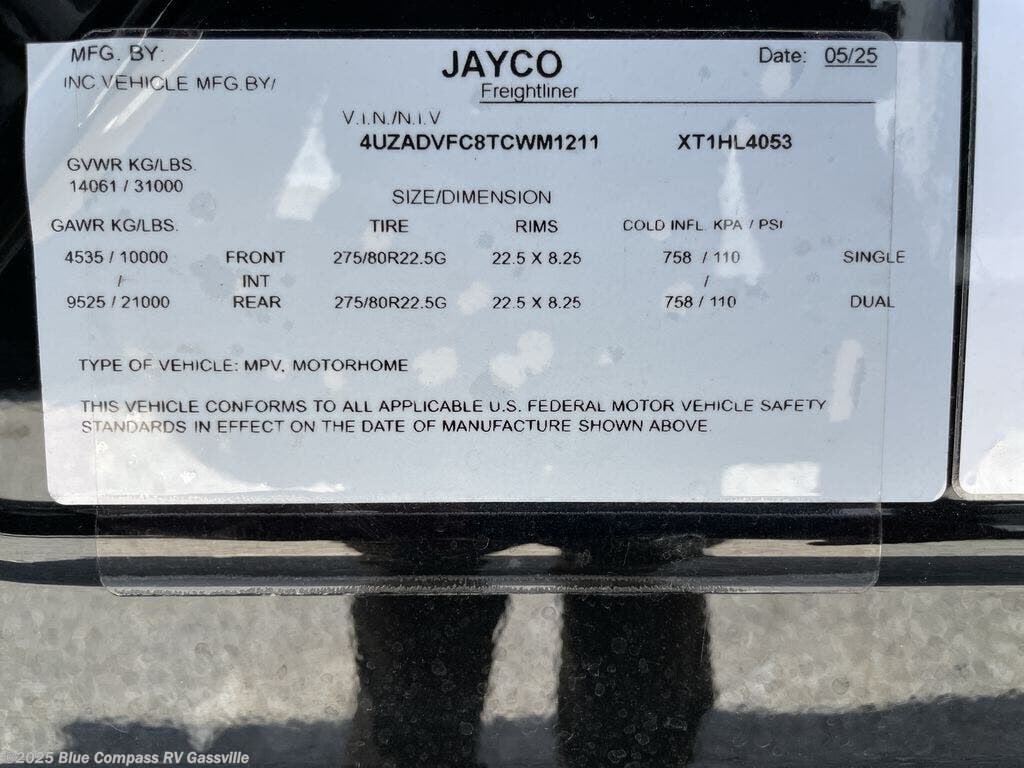 MFG. BY: JAYCO Date: 05/25
INC VEHICLE MFG.BY/ Freightliner
V.I.N./N.I.V
4UZADVFC8TCWM1211 XT1HL4053
GVWR KG/LBS.
14061 / 31000
SIZE/DIMENSION
GAWR KG/LBS. TIRE RIMS COLD INFL. KPA / PSI
4535 / 10000 FRONT 275/80R22.5G 22.5 X 8.25 758 / 110 SINGLE
/ INT /
9525 / 21000 REAR 275/80R22.5G 22.5 X 8.25 758 / 110 DUAL
TYPE OF VEHICLE: MPV, MOTORHOME
THIS VEHICLE CONFORMS TO ALL APPLICABLE U.S. FEDERAL MOTOR VEHICLE SAFETY
STANDARDS IN EFFECT ON THE DATE OF MANUFACTURE SHOWN ABOVE.
©2025 Blue Compass RV Gassville